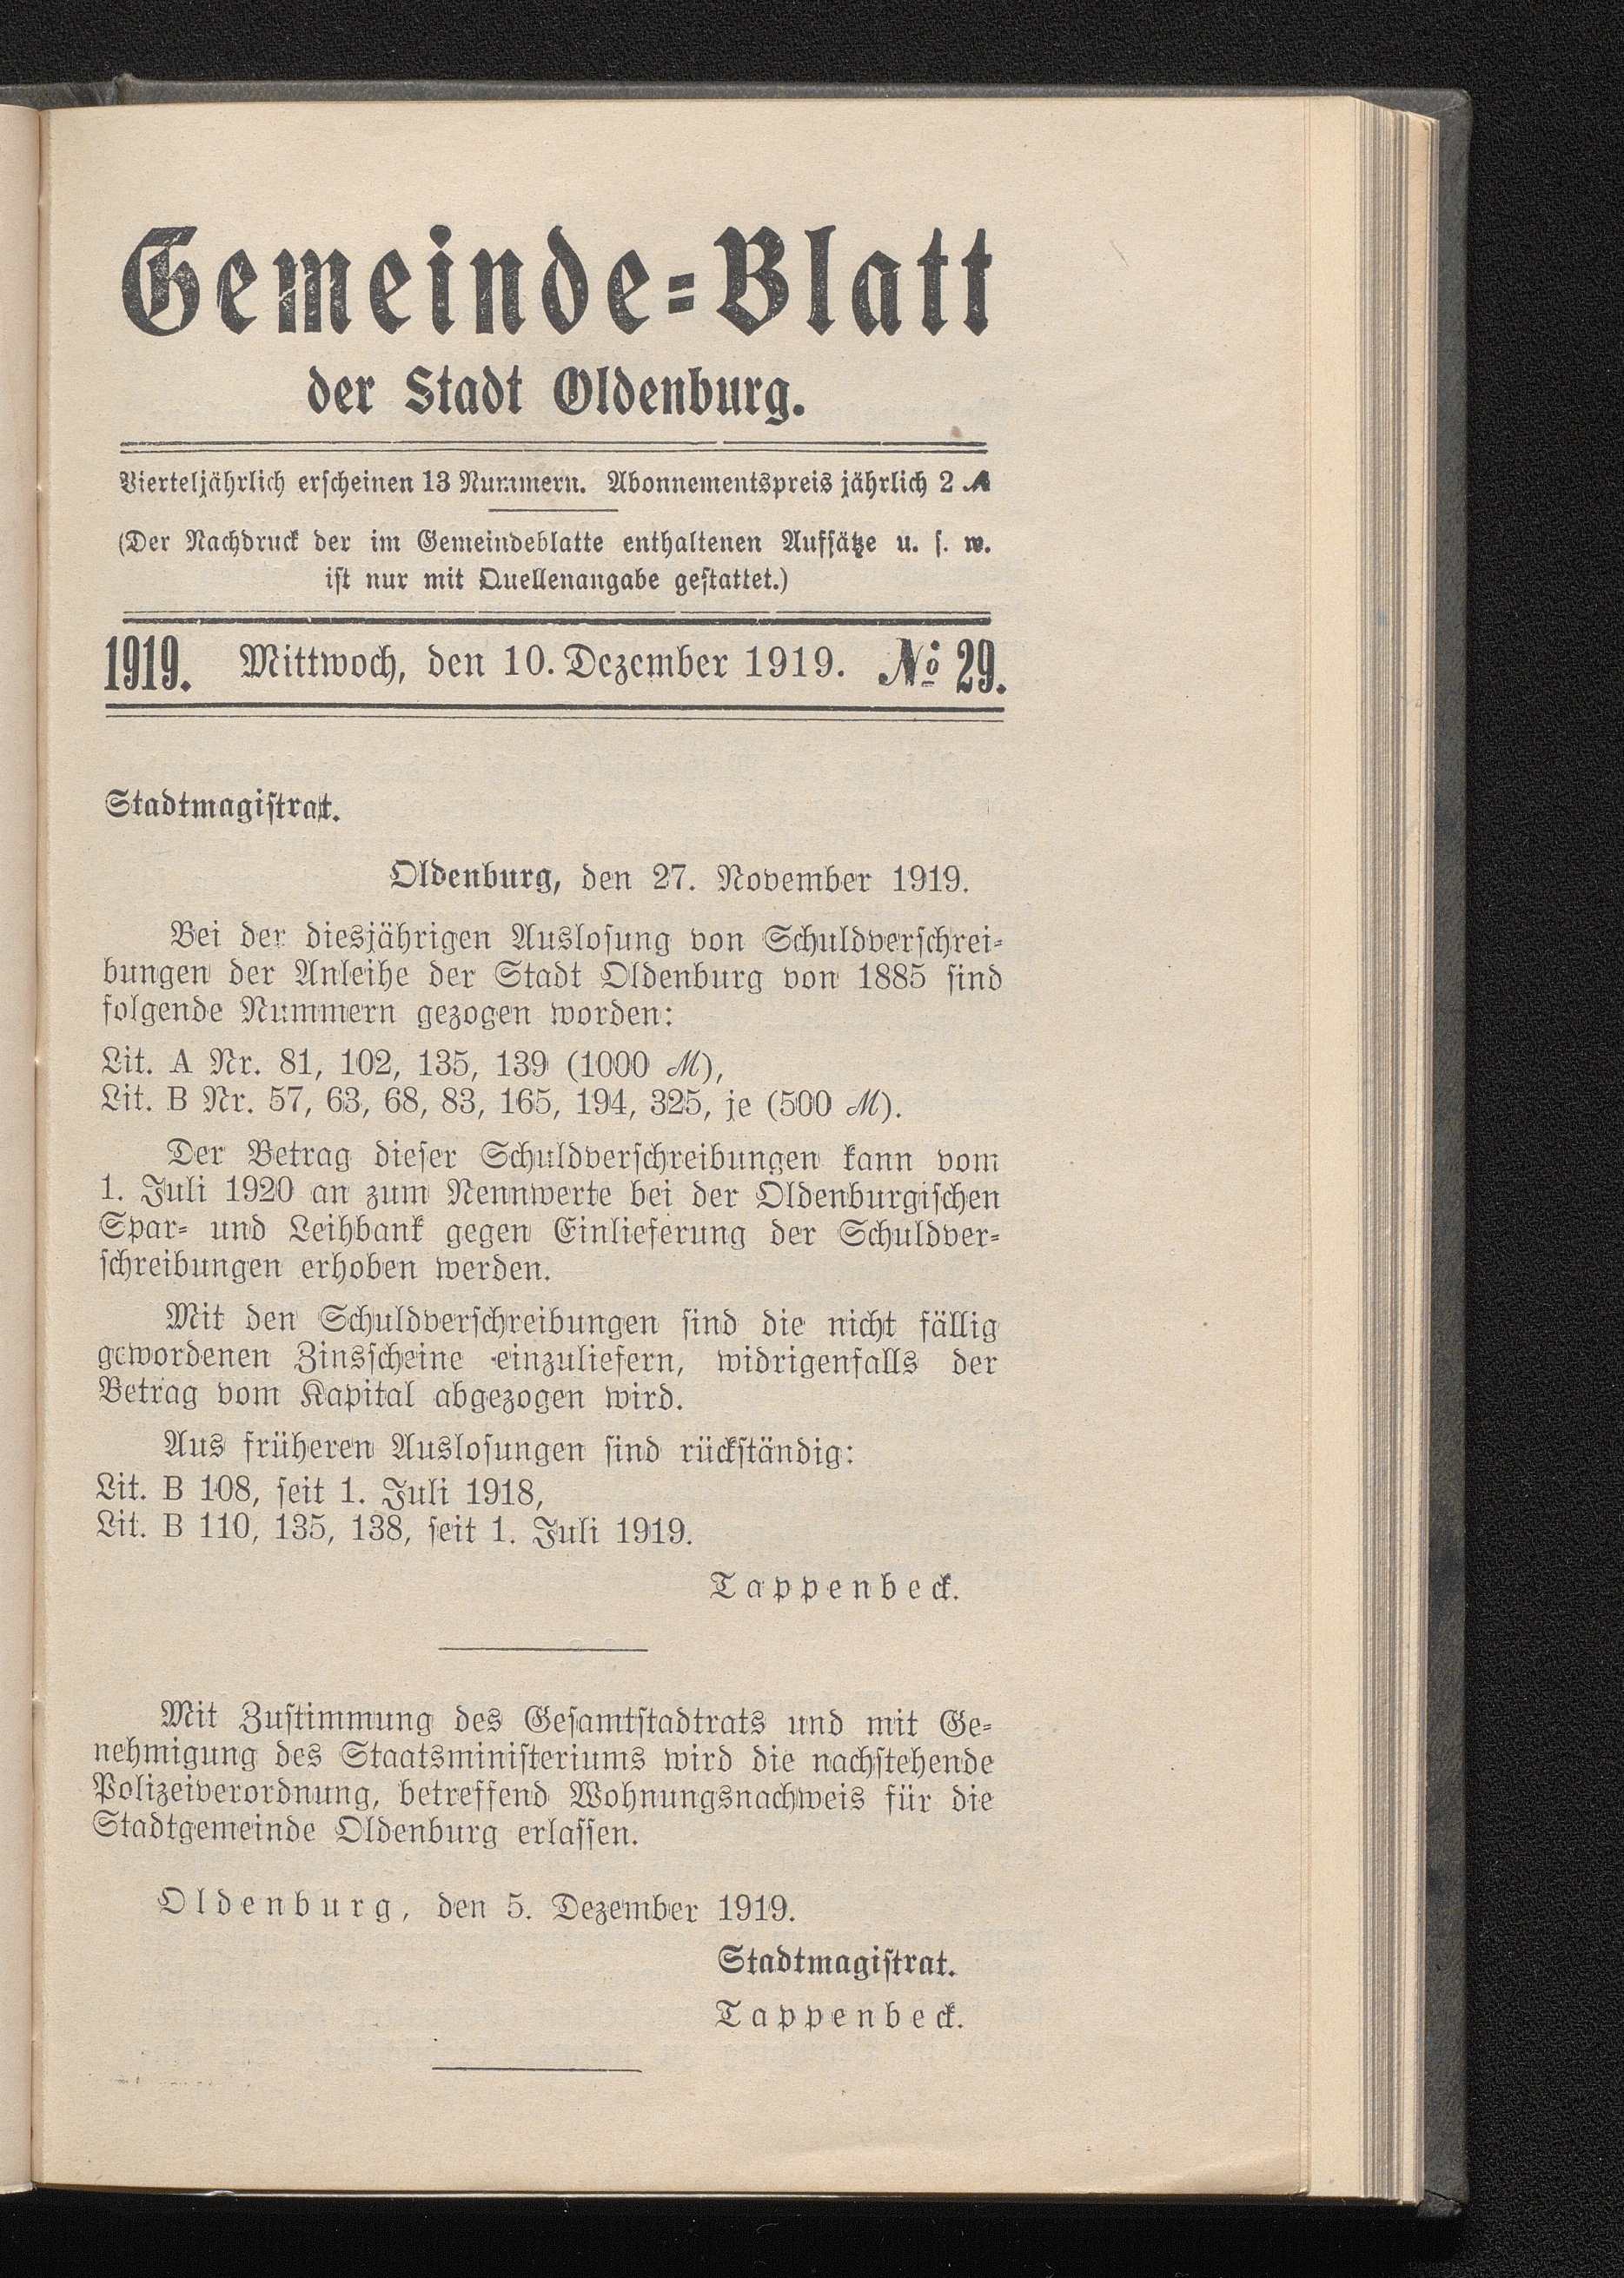 Gemeinde=Blatt
der Stadt Oldenburg.
Vierteljährlich erscheinen 13 Nummern. Abonnementspreis jährlich 2 ℳ
(Der Nachdruck der im Gemeindeblatte enthaltenen Aufsätze u. s. w.
ist nur mit Quellenangabe gestattet.)
1919. Mittwoch, den 10. Dezember 1919. № 29.
Stadtmagistrat.
Oldenburg, den 27. November 1919.
Bei der diesjährigen Auslosung von Schuldverschrei=
bungen der Anleihe der Stadt Oldenburg von 1885 sind
folgende Nummern gezogen worden:
Lit. A Nr. 81, 102, 135, 139 (1000 ℳ),
Lit. B Nr. 57, 63, 68, 83, 165, 194, 325, je (500 ℳ).
Der Betrag dieser Schuldverschreibungen kann vom
1. Juli 1920 an zum Nennwerte bei der Oldenburgischen
Spar= und Leihbank gegen Einlieferung der Schuldver=
schreibungen erhoben werden.
Mit den Schuldverschreibungen sind die nicht fällig
gewordenen Zinsscheine einzuliefern, widrigenfalls der
Betrag vom Kapital abgezogen wird.
Aus früheren Auslosungen sind rückständig:
Lit. B 108, seit 1. Juli 1918,
Lit. B 110, 135, 138, seit 1. Juli 1919.
Tappenbeck.
Mit Zustimmung des Gesamtstadtrats und mit Ge=
nehmigung des Staatsministeriums wird die nachstehende
Polizeiverordnung, betreffend Wohnungsnachweis für die
Stadtgemeinde Oldenburg erlassen.
Oldenburg, den 5. Dezember 1919.
Stadtmagistrat.
Tappenbeck.